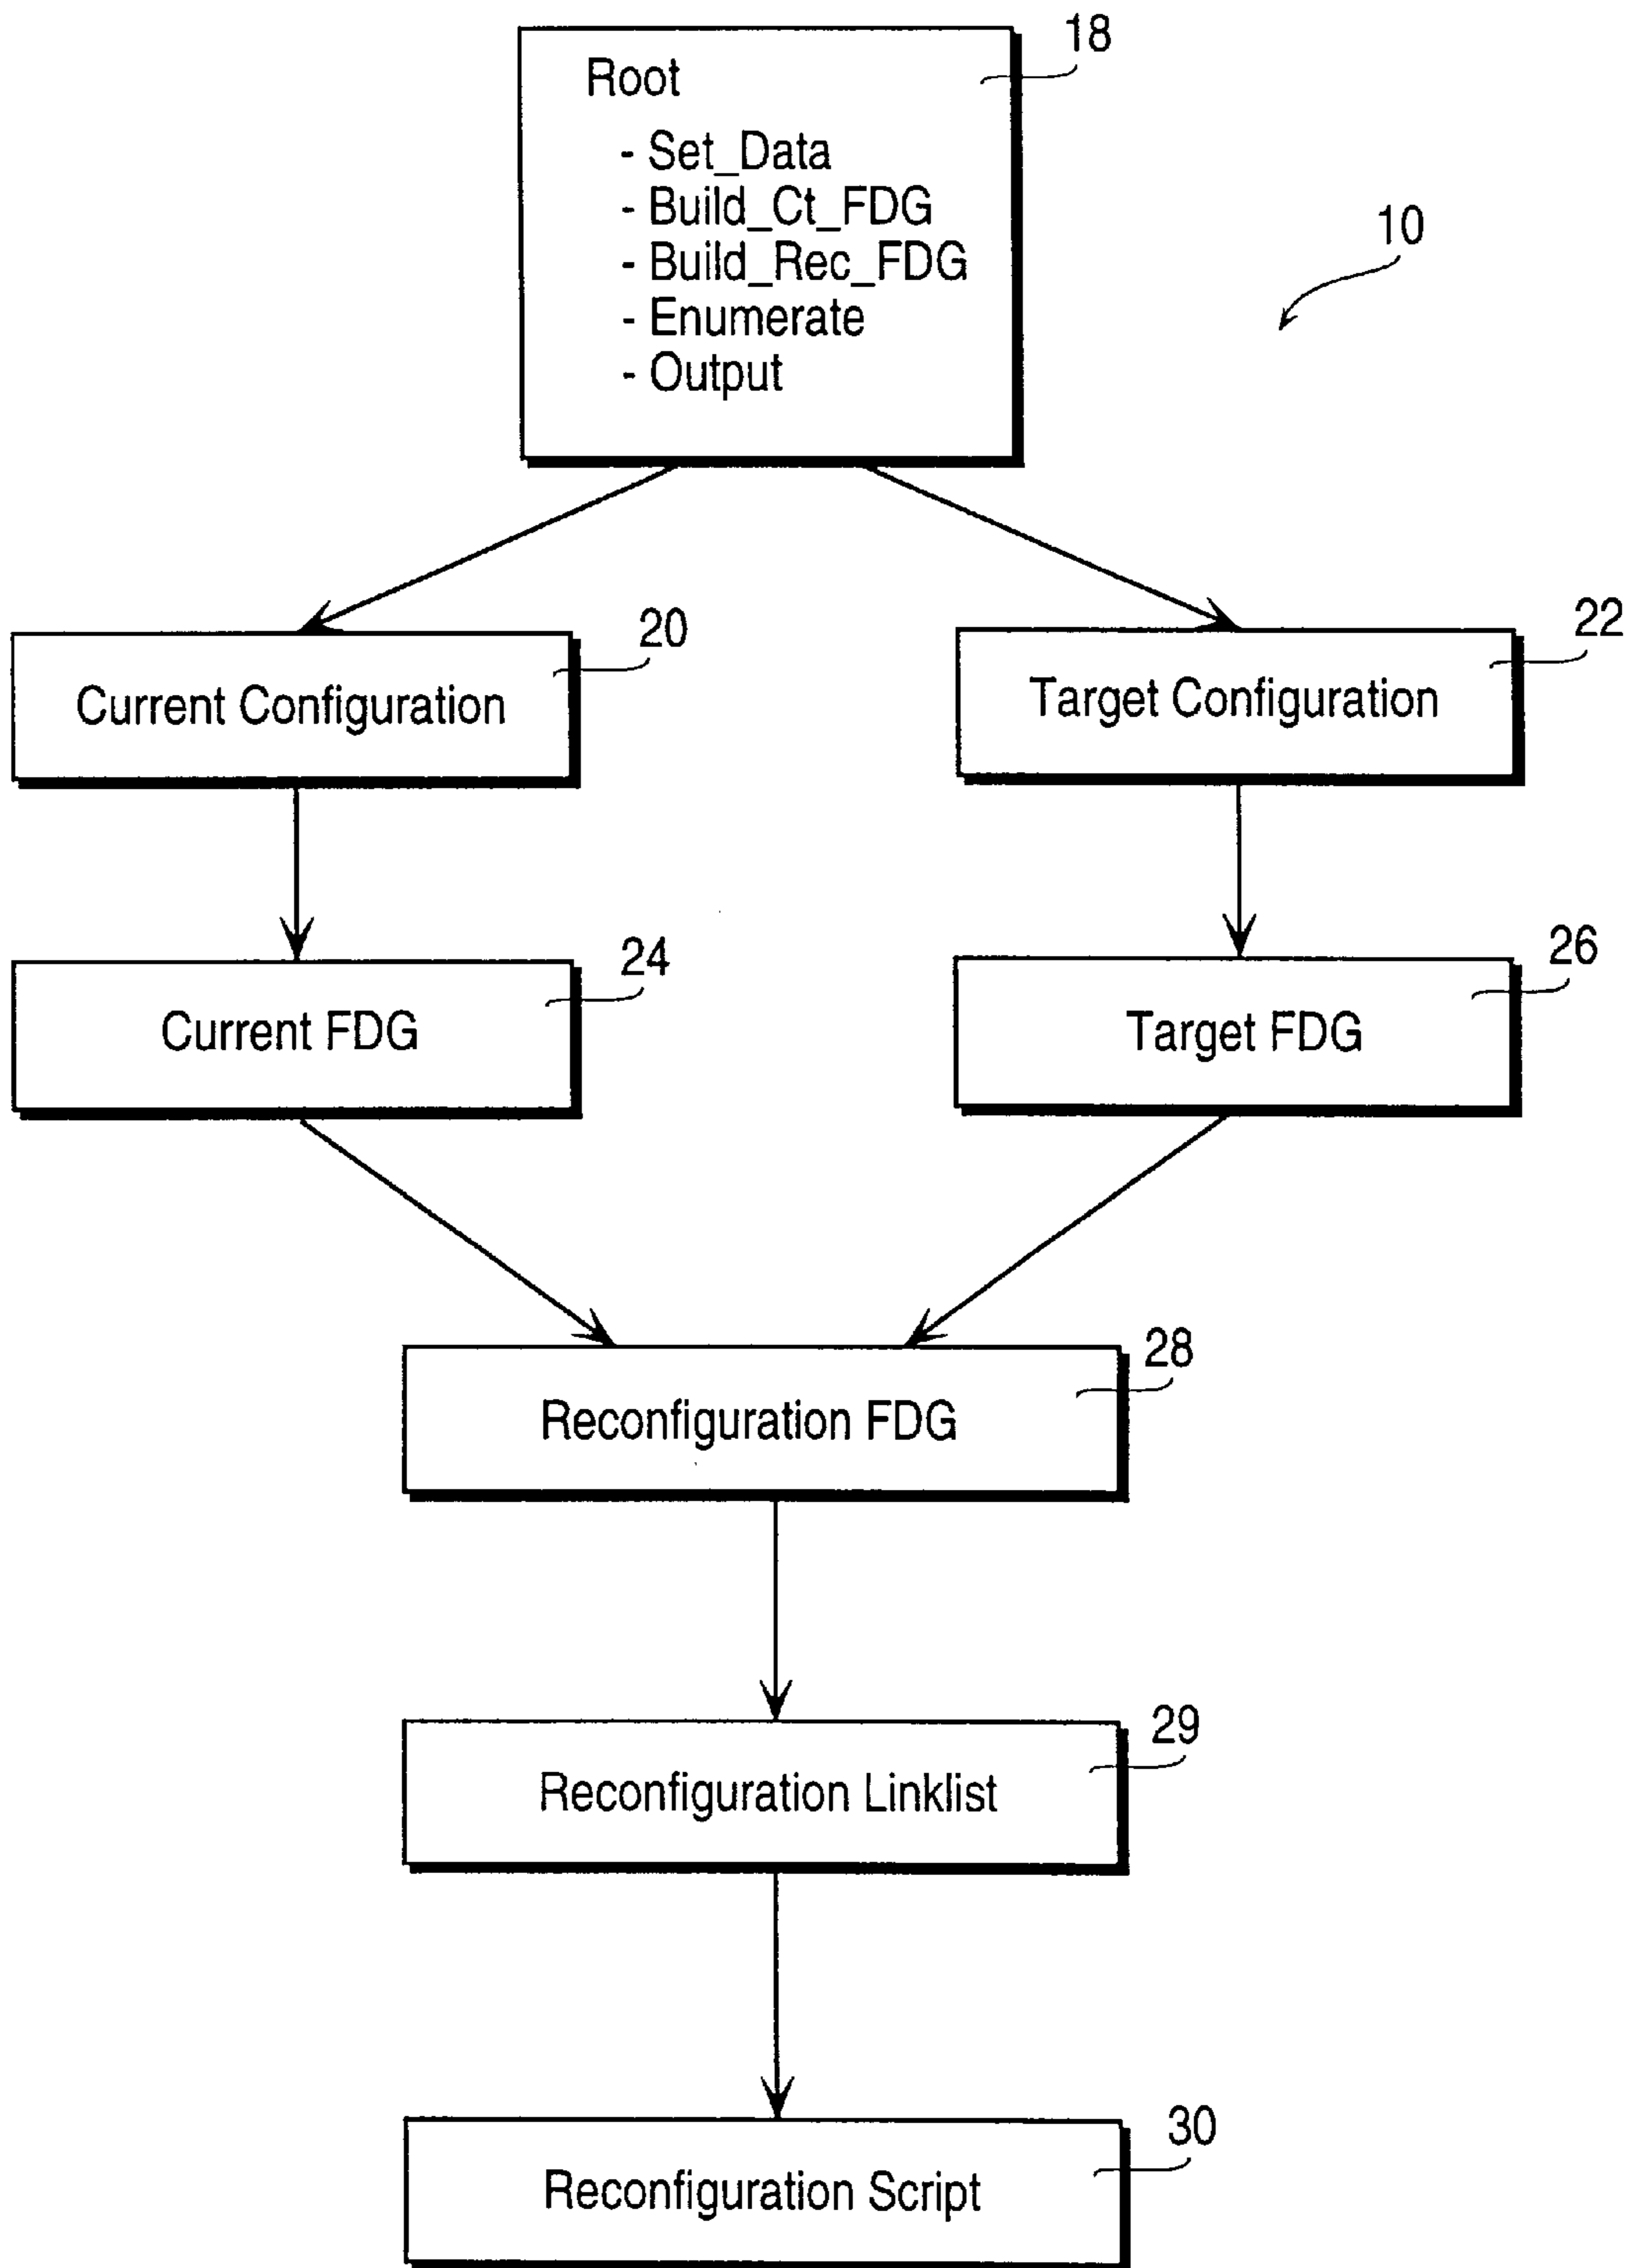 18
Root
- Set_Data
- Build_Ct_FDG
- Build_Rec_FDG
- Enumerate
- Output
10
20
Current Configuration
22
Target Configuration
24
Current FDG
26
Target FDG
28
Reconfiguration FDG
29
Reconfiguration Linklist
30
Reconfiguration Script